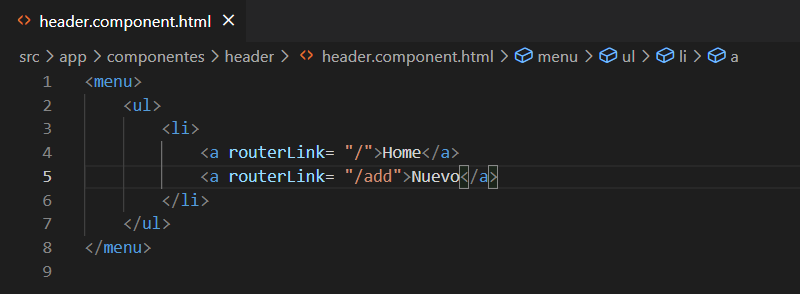 header.component.html
src > app > componentes > header > header.component.html > menu > ul > li > a
1 <menu>
2 <ul>
3 <li>
4 <a routerLink= "/">Home</a>
5 <a routerLink= "/add">Nuevo</a>
6 </li>
7 </ul>
8 </menu>
9